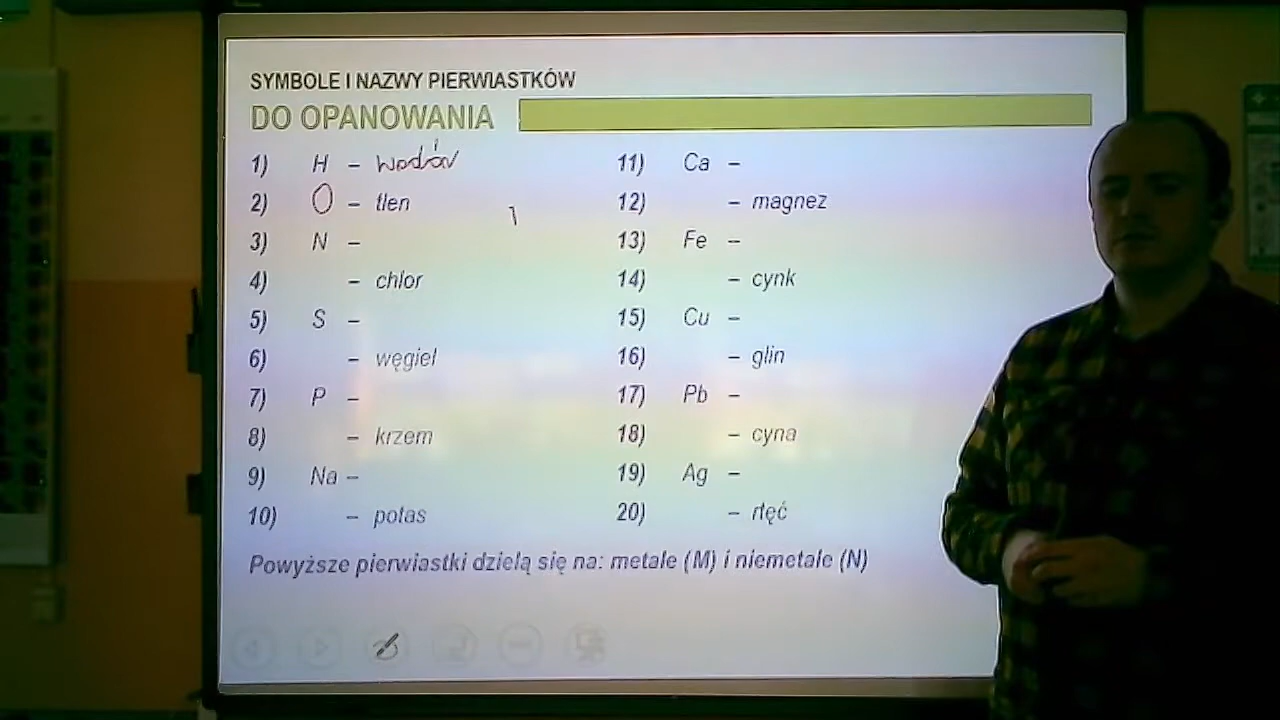 SYMBOLE I NAZWY PIERWIASTKÓW
DO OPANOWANIA
1) H – wodór
2) O – tlen
3) N –
4) – chlor
5) S –
6) – węgiel
7) P –
8) – krzem
9) Na –
10) – potas
11) Ca –
12) – magnez
13) Fe –
14) – cynk
15) Cu –
16) – glin
17) Pb –
18) – cyna
19) Ag –
20) – rtęć
Powyższe pierwiastki dzielą się na: metale (M) i niemetale (N)